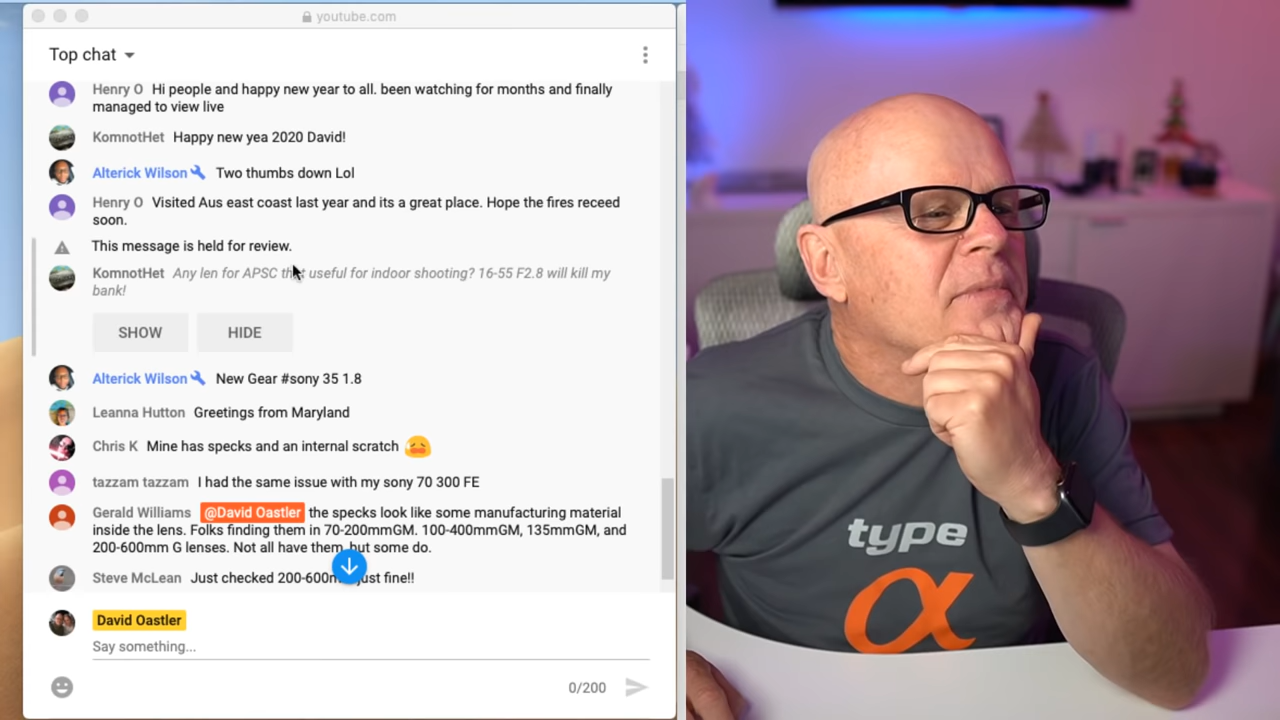 youtube.com
Top chat
Henry O Hi people and happy new year to all. been watching for months and finally
managed to view live
KomnotHet Happy new yea 2020 David!
Alterick Wilson Two thumbs down Lol
Henry O Visited Aus east coast last year and its a great place. Hope the fires receed
soon.
This message is held for review.
KomnotHet Any len for APSC that useful for indoor shooting? 16-55 F2.8 will kill my
bank!
SHOW HIDE
Alterick Wilson New Gear #sony 35 1.8
Leanna Hutton Greetings from Maryland
Chris K Mine has specks and an internal scratch
tazzam tazzam I had the same issue with my sony 70 300 FE
Gerald Williams @David Oastler the specks look like some manufacturing material
inside the lens. Folks finding them in 70-200mmGM. 100-400mmGM, 135mmGM, and
200-600mm G lenses. Not all have them, but some do.
Steve McLean Just checked 200-600m just fine!!
David Oastler
Say something...
0/200
type
α